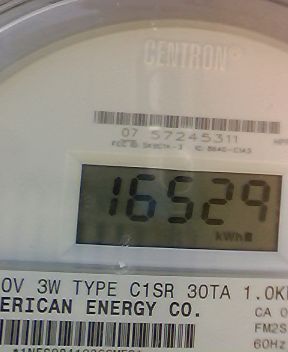 CENTRON
07 57245311
16529
kWh
0V 3W TYPE C1SR 30TA 1.0K
ERICAN ENERGY CO.
CA 0
FM2S
60Hz